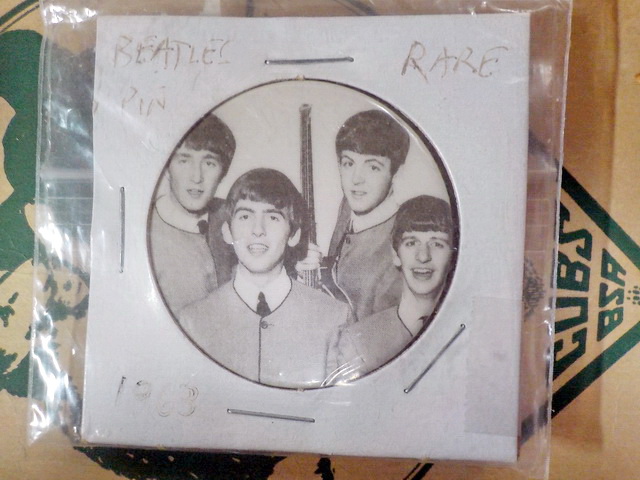 BEATLES
PIN
RARE
1963
CUBS
BSA